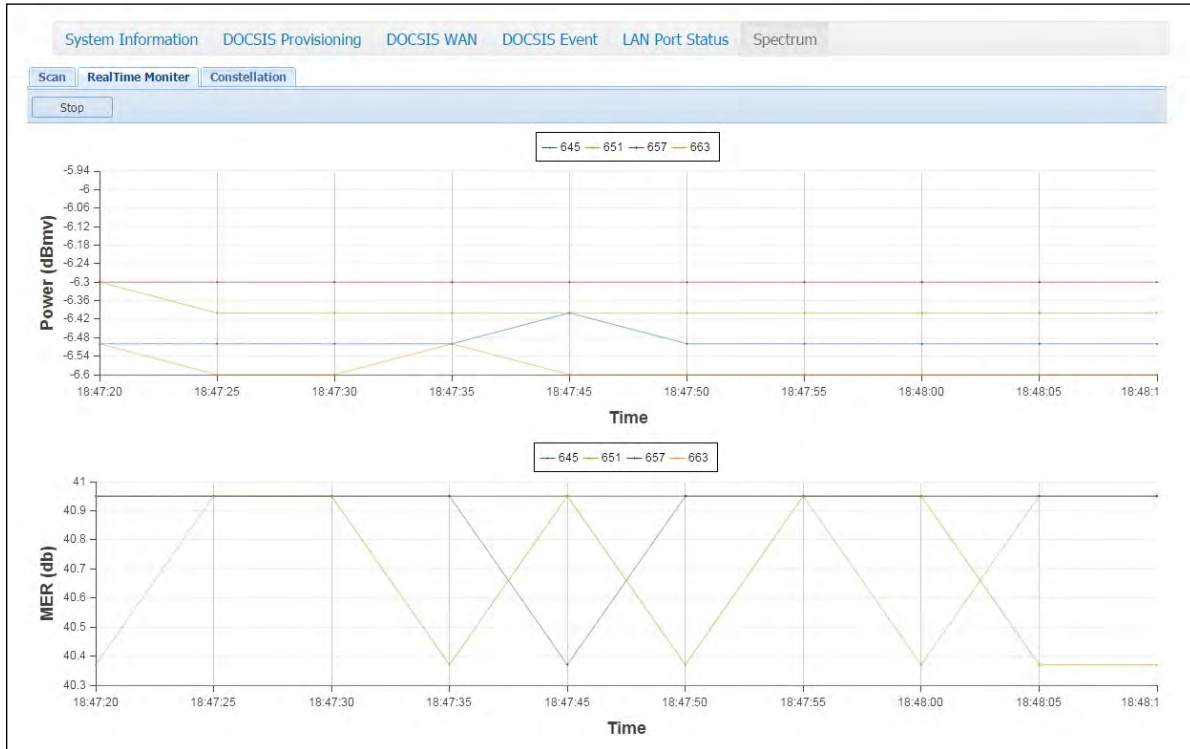 System Information DOCSIS Provisioning DOCSIS WAN DOCSIS Event LAN Port Status Spectrum
Scan RealTime Moniter Constellation
Stop
645 651 657 663
Power (dBmv)
-5.94
-6
-6.06
-6.12
-6.18
-6.24
-6.3
-6.36
-6.42
-6.48
-6.54
-6.6
18:47:20 18:47:25 18:47:30 18:47:35 18:47:45 18:47:50 18:47:55 18:48:00 18:48:05 18:48:1
Time
645 651 657 663
MER (db)
41
40.9
40.8
40.7
40.6
40.5
40.4
40.3
18:47:20 18:47:25 18:47:30 18:47:35 18:47:45 18:47:50 18:47:55 18:48:00 18:48:05 18:48:1
Time